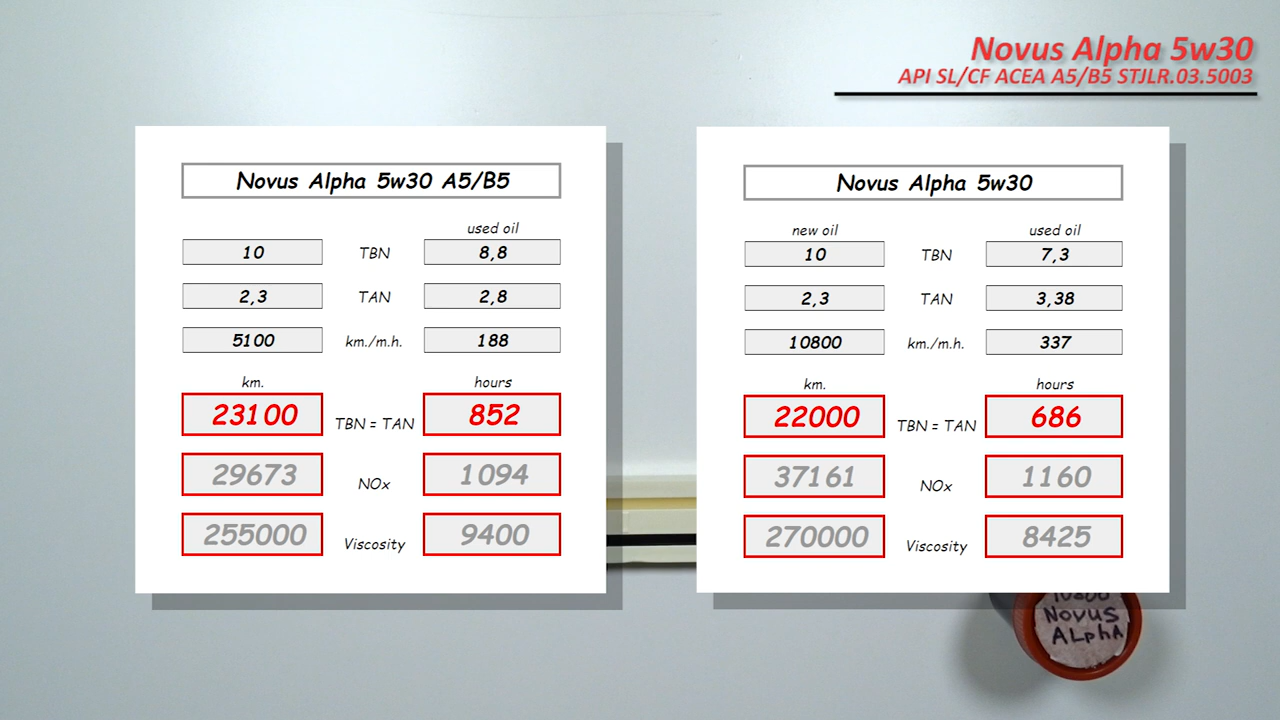 Novus Alpha 5w30
API SL/CF ACEA A5/B5 STJLR.03.5003
Novus Alpha 5w30 A5/B5
used oil
10 TBN 8,8
2,3 TAN 2,8
5100 km./m.h. 188
km. hours
23100 TBN = TAN 852
29673 NOx 1094
255000 Viscosity 9400
Novus Alpha 5w30
new oil used oil
10 TBN 7,3
2,3 TAN 3,38
10800 km./m.h. 337
km. hours
22000 TBN = TAN 686
37161 NOx 1160
270000 Viscosity 8425
10800
Novus
ALphA